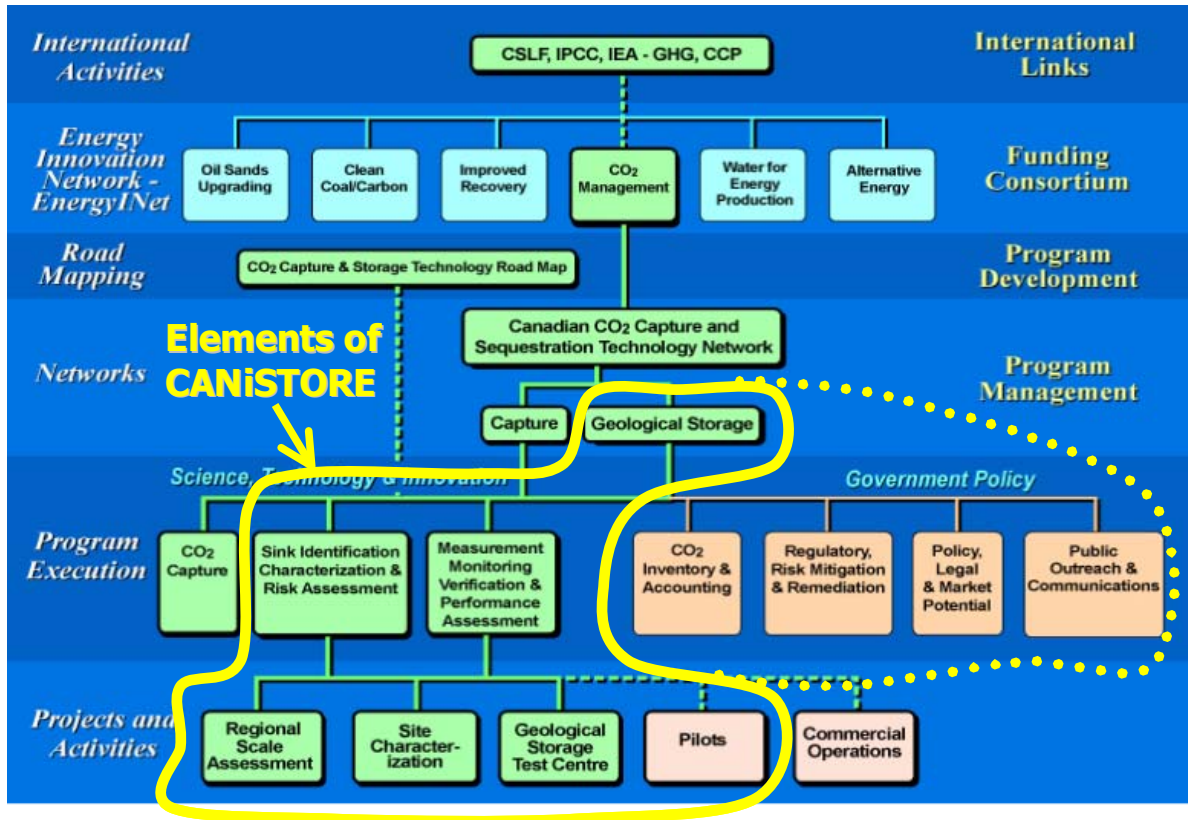 International
Activities
CSLF, IPCC, IEA - GHG, CCP
International
Links
Energy
Innovation
Network -
EnergyINet
Oil Sands
Upgrading
Clean
Coal/Carbon
Improved
Recovery
CO₂
Management
Water for
Energy
Production
Alternative
Energy
Funding
Consortium
Road
Mapping
CO₂ Capture & Storage Technology Road Map
Program
Development
Elements of
CANiSTORE
Networks
Canadian CO₂ Capture and
Sequestration Technology Network
Program
Management
Capture
Geological Storage
Science, Technology & Innovation
Government Policy
Program
Execution
CO₂
Capture
Sink Identification
Characterization &
Risk Assessment
Measurement
Monitoring
Verification &
Performance
Assessment
CO₂
Inventory &
Accounting
Regulatory,
Risk Mitigation
& Remediation
Policy,
Legal
& Market
Potential
Public
Outreach &
Communications
Projects and
Activities
Regional
Scale
Assessment
Site
Character-
ization
Geological
Storage
Test Centre
Pilots
Commercial
Operations